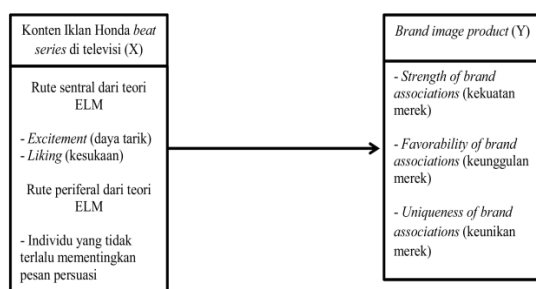 Konten Iklan Honda beat
series di televisi (X)
Rute sentral dari teori
ELM
- Excitement (daya tarik)
- Liking (kesukaan)
Rute periferal dari teori
ELM
- Individu yang tidak
terlalu mementingkan
pesan persuasi
Brand image product (Y)
- Strength of brand
associations (kekuatan
merek)
- Favorability of brand
associations (keunggulan
merek)
- Uniqueness of brand
associations (keunikan
merek)